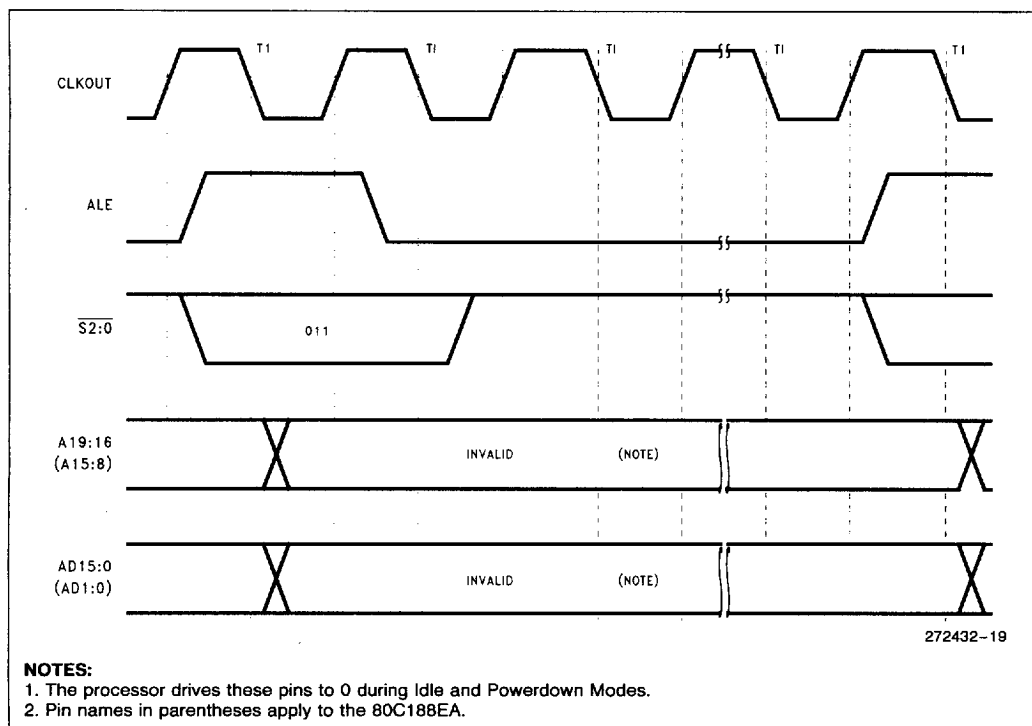 T1 TI TI TI T1
CLKOUT
ALE
S2:0
011
A19:16
(A15:8)
INVALID (NOTE)
AD15:0
(AD1:0)
INVALID (NOTE)
272432-19
NOTES:
1. The processor drives these pins to 0 during Idle and Powerdown Modes.
2. Pin names in parentheses apply to the 80C188EA.